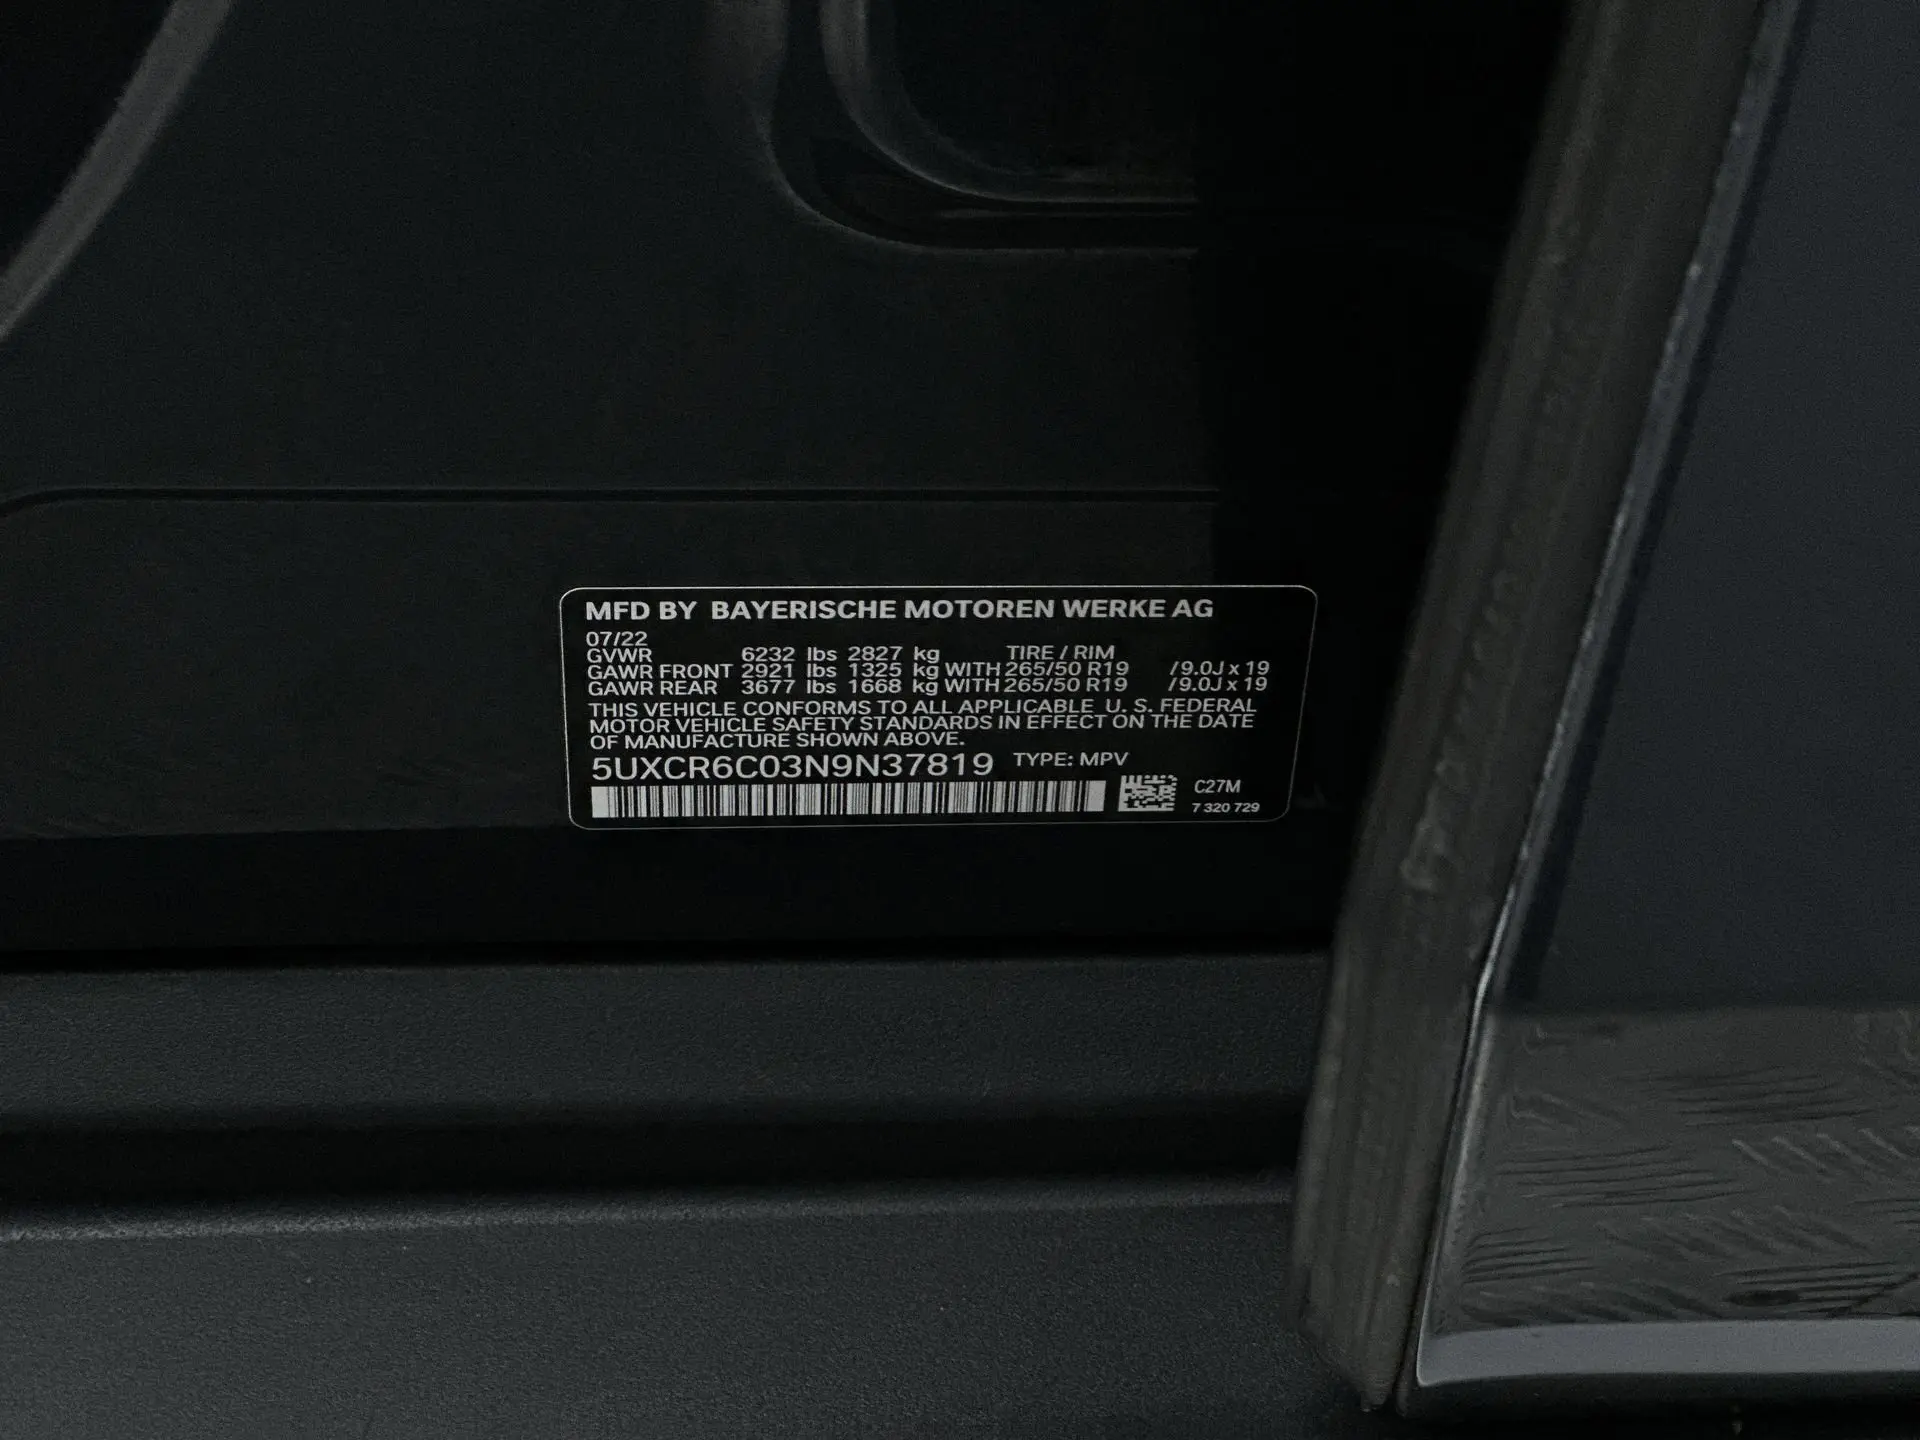 MFD BY BAYERISCHE MOTOREN WERKE AG
07/22
GVWR 6232 lbs 2827 kg TIRE / RIM
GAWR FRONT 2921 lbs 1325 kg WITH 265/50 R19 /9.0J x 19
GAWR REAR 3677 lbs 1668 kg WITH 265/50 R19 /9.0J x 19
THIS VEHICLE CONFORMS TO ALL APPLICABLE U. S. FEDERAL
MOTOR VEHICLE SAFETY STANDARDS IN EFFECT ON THE DATE
OF MANUFACTURE SHOWN ABOVE.
5UXCR6C03N9N37819 TYPE: MPV
C27M
7 320 729